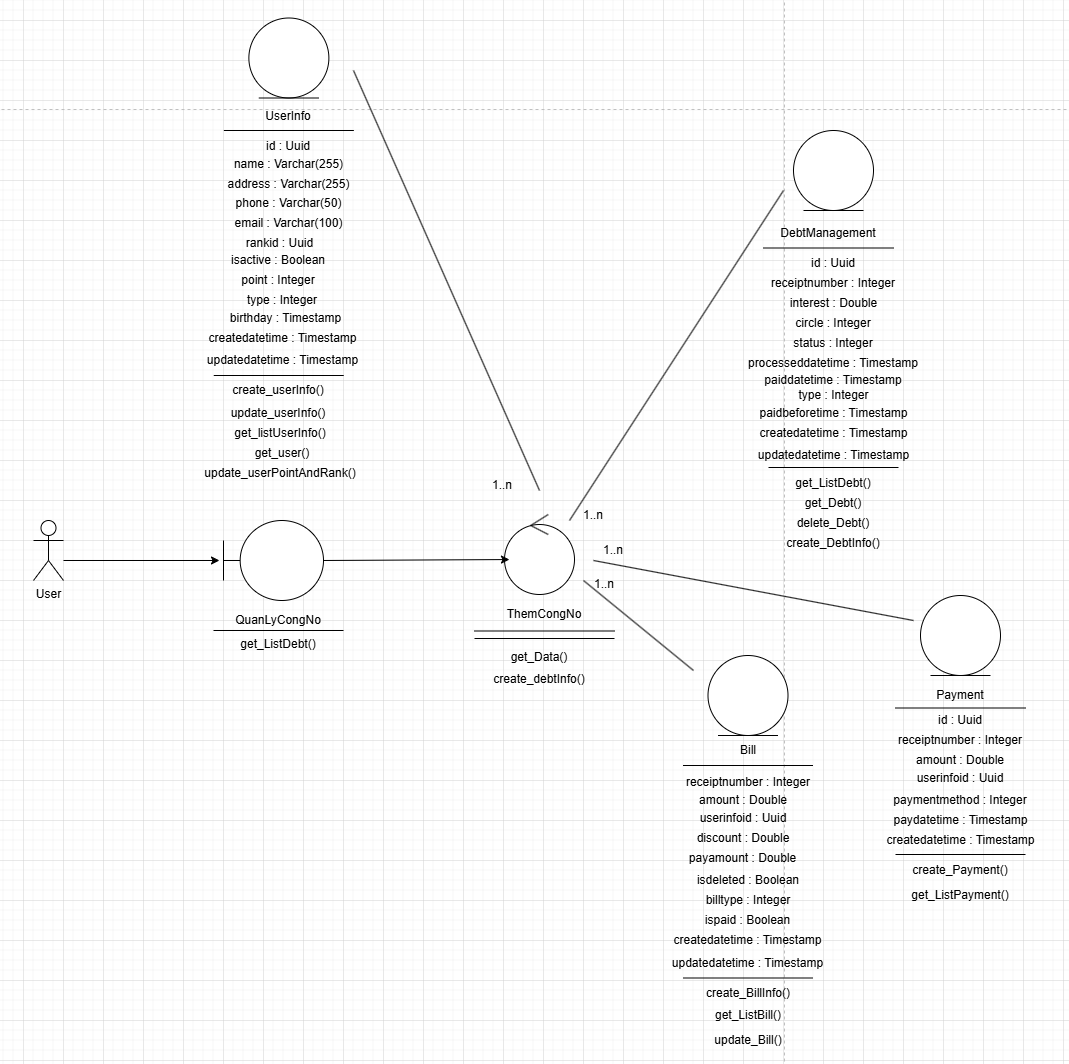 UserInfo
id : Uuid
name : Varchar(255)
address : Varchar(255)
phone : Varchar(50)
email : Varchar(100)
rankid : Uuid
isactive : Boolean
point : Integer
type : Integer
birthday : Timestamp
createdatetime : Timestamp
updatedatetime : Timestamp
create_userInfo()
update_userInfo()
get_listUserInfo()
get_user()
update_userPointAndRank()
DebtManagement
id : Uuid
receiptnumber : Integer
interest : Double
circle : Integer
status : Integer
processeddatetime : Timestamp
paiddatetime : Timestamp
type : Integer
paidbeforetime : Timestamp
createdatetime : Timestamp
updatedatetime : Timestamp
get_ListDebt()
get_Debt()
delete_Debt()
create_DebtInfo()
1..n
1..n
1..n
1..n
User
QuanLyCongNo
get_ListDebt()
ThemCongNo
get_Data()
create_debtInfo()
Bill
receiptnumber : Integer
amount : Double
userinfoid : Uuid
discount : Double
payamount : Double
isdeleted : Boolean
billtype : Integer
ispaid : Boolean
createdatetime : Timestamp
updatedatetime : Timestamp
create_BillInfo()
get_ListBill()
update_Bill()
Payment
id : Uuid
receiptnumber : Integer
amount : Double
userinfoid : Uuid
paymentmethod : Integer
paydatetime : Timestamp
createdatetime : Timestamp
create_Payment()
get_ListPayment()